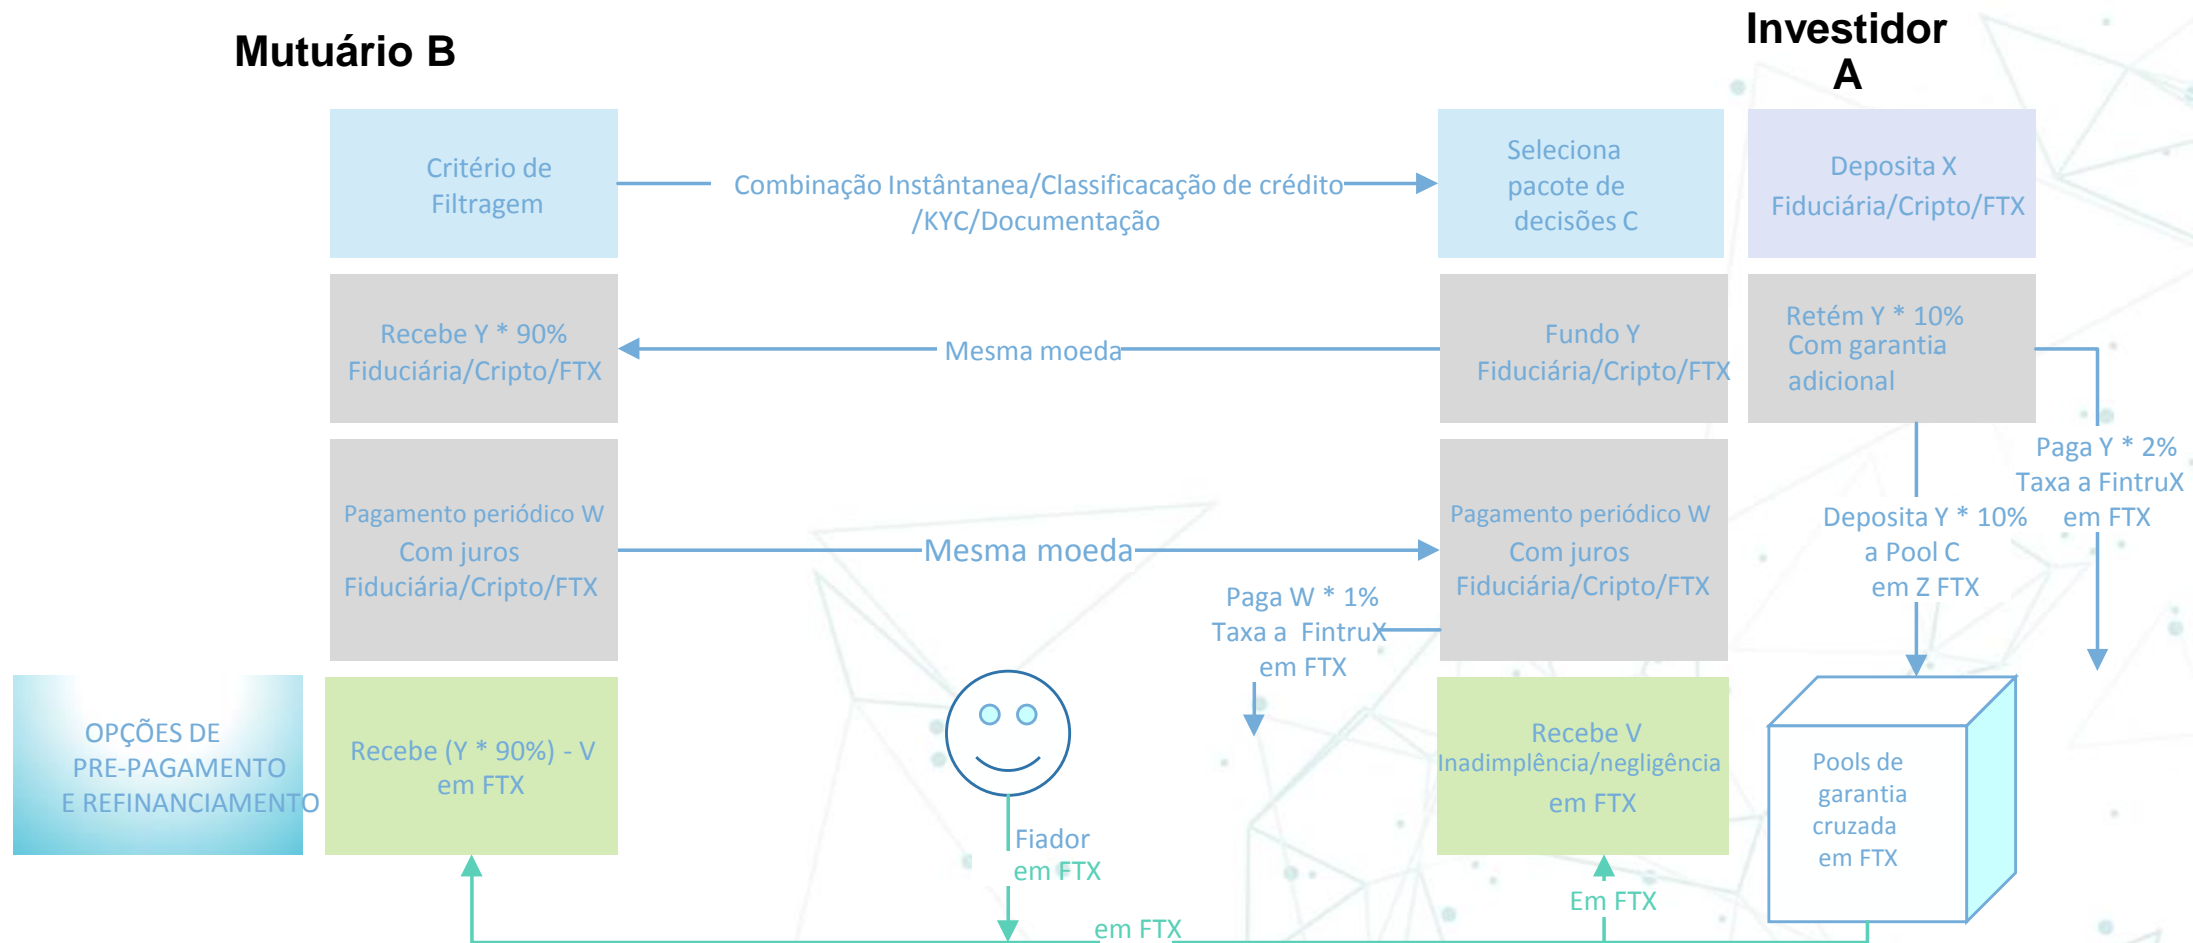 Mutuário B
Investidor
A
Critério de
Filtragem
Combinação Instântanea/Classificacação de crédito
/KYC/Documentação
Seleciona
pacote de
decisões C
Deposita X
Fiduciária/Cripto/FTX
Recebe Y * 90%
Fiduciária/Cripto/FTX
Mesma moeda
Fundo Y
Fiduciária/Cripto/FTX
Retém Y * 10%
Com garantia
adicional
Paga Y * 2%
Taxa a FintruX
em FTX
Deposita Y * 10%
a Pool C
em Z FTX
Pagamento periódico W
Com juros
Fiduciária/Cripto/FTX
Mesma moeda
Pagamento periódico W
Com juros
Fiduciária/Cripto/FTX
Paga W * 1%
Taxa a FintruX
em FTX
OPÇÕES DE
PRE-PAGAMENTO
E REFINANCIAMENTO
Recebe (Y * 90%) - V
em FTX
Fiador
em FTX
Recebe V
Inadimplência/negligência
em FTX
Pools de
garantia
cruzada
em FTX
Em FTX
em FTX